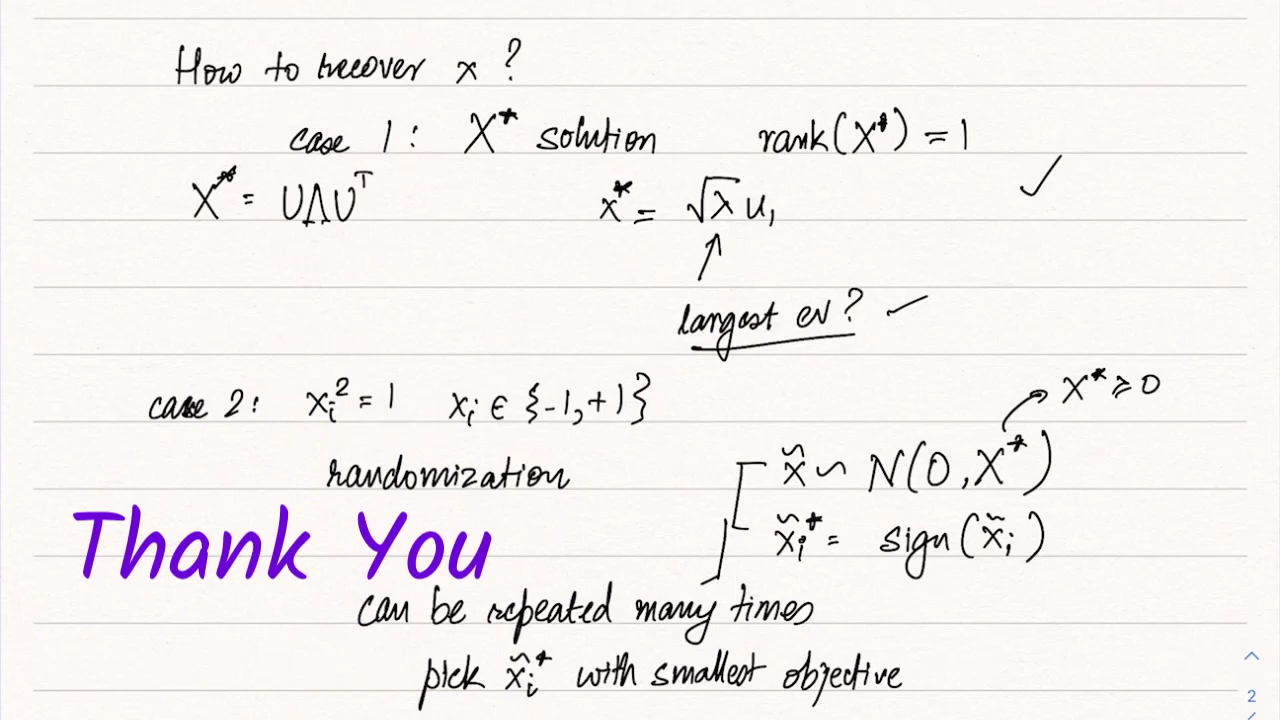 How to recover x ?
case 1 : X* solution rank(X*) = 1
X* = UΛUᵀ x* = √λ u₁ ✓
↑
largest ev? ✓
case 2 : xᵢ² = 1 xᵢ ∈ {-1,+1} X* ≽ 0
randomization x̃ ~ N(0,X*)
Thank You x̃ᵢ* = sign(x̃ᵢ)
can be repeated many times
pick x̃ᵢ* with smallest objective
2